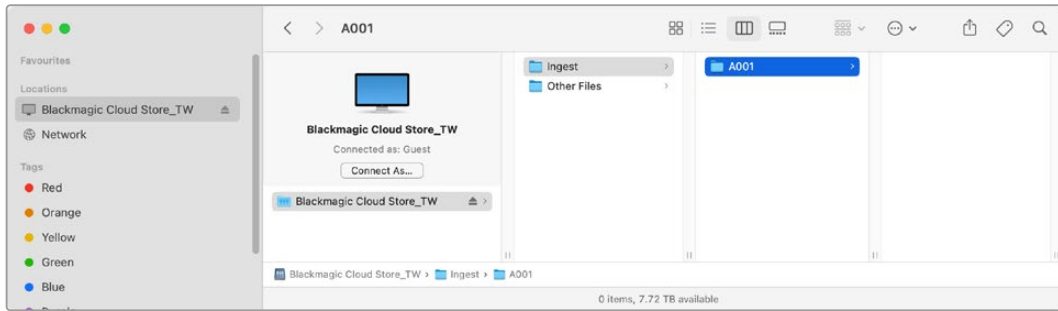 A001
Favourites
Locations
Blackmagic Cloud Store_TW
Network
Tags
Red
Orange
Yellow
Green
Blue
Blackmagic Cloud Store_TW
Connected as: Guest
Connect As...
Blackmagic Cloud Store_TW
Ingest
Other Files
A001
Blackmagic Cloud Store_TW › Ingest › A001
0 items, 7.72 TB available